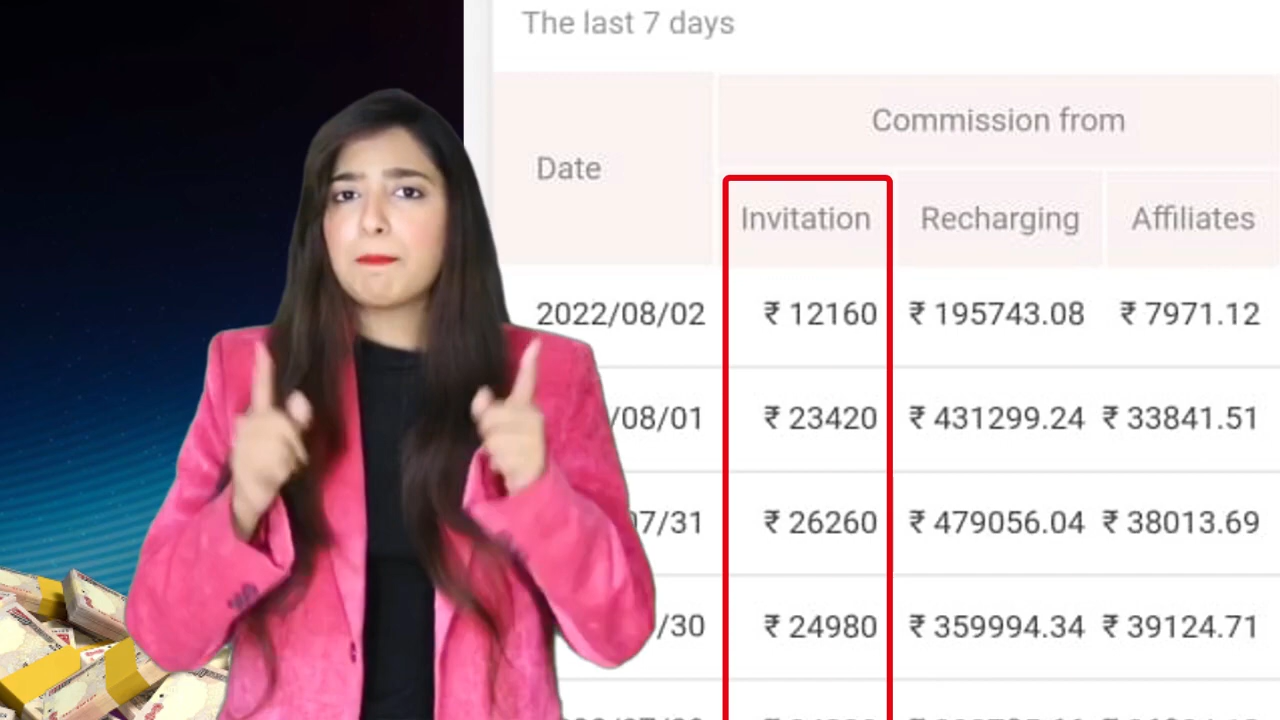 The last 7 days
Commission from
Date
Invitation Recharging Affiliates
2022/08/02 ₹ 12160 ₹ 195743.08 ₹ 7971.12
/08/01 ₹ 23420 ₹ 431299.24 ₹ 33841.51
07/31 ₹ 26260 ₹ 479056.04 ₹ 38013.69
/30 ₹ 24980 ₹ 359994.34 ₹ 39124.71